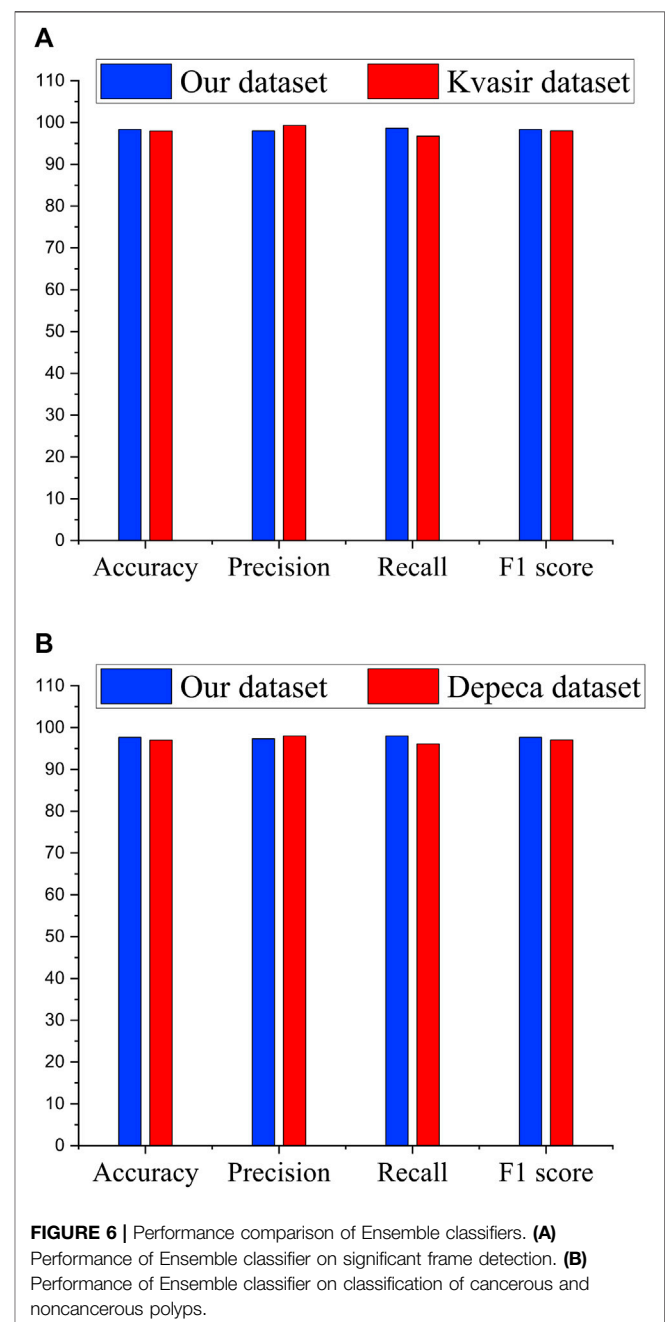 A
Our dataset Kvasir dataset
110
100
90
80
70
60
50
40
30
20
10
0
Accuracy Precision Recall F1 score
B
Our dataset Depeca dataset
110
100
90
80
70
60
50
40
30
20
10
0
Accuracy Precision Recall F1 score
FIGURE 6 | Performance comparison of Ensemble classifiers. (A)
Performance of Ensemble classifier on significant frame detection. (B)
Performance of Ensemble classifier on classification of cancerous and
noncancerous polyps.